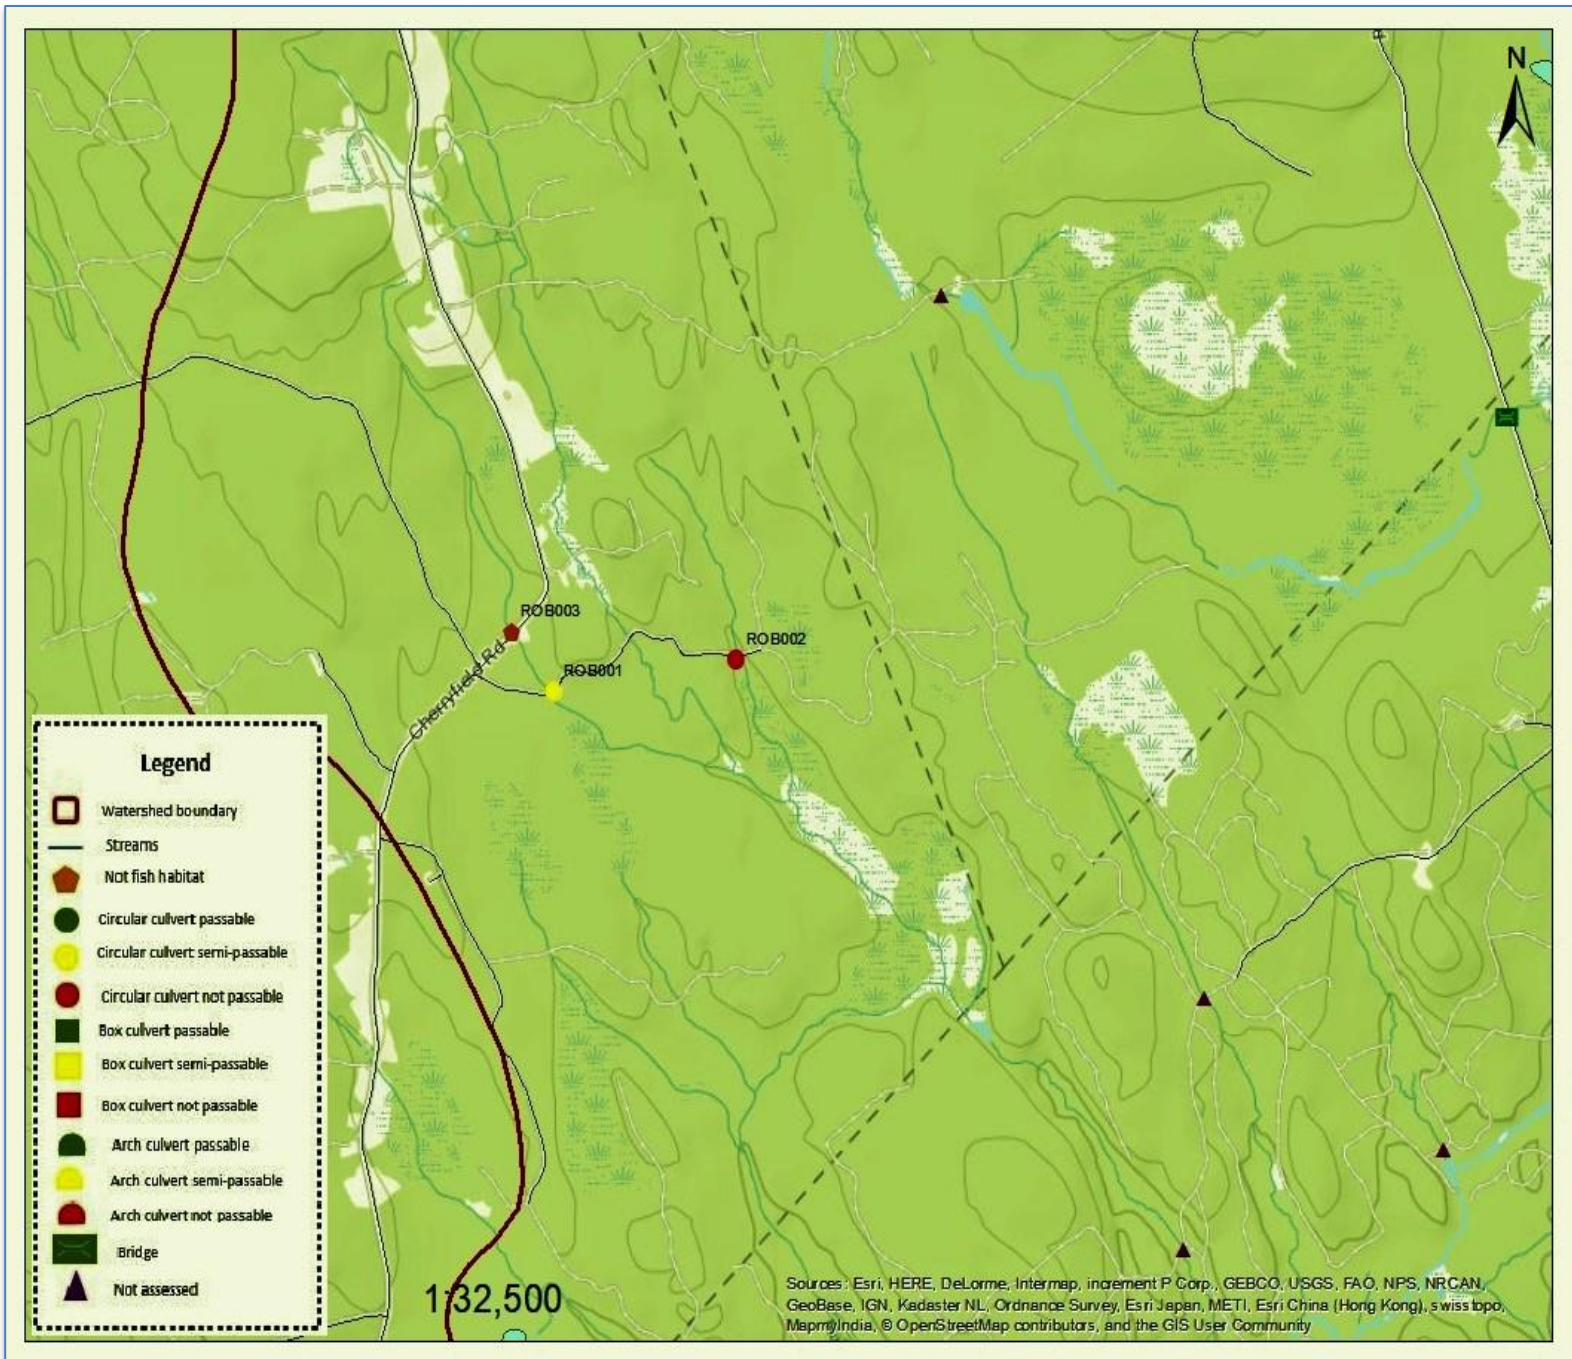 N
ROB003
ROB002
ROB001
Cherryfield Rd
Legend
Watershed boundary
Streams
Not fish habitat
Circular culvert passable
Circular culvert semi-passable
Circular culvert not passable
Box culvert passable
Box culvert semi-passable
Box culvert not passable
Arch culvert passable
Arch culvert semi-passable
Arch culvert not passable
Bridge
Not assessed
1:32,500
Sources: Esri, HERE, DeLorme, Intermap, increment P Corp., GEBCO, USGS, FAO, NPS, NRCAN,
GeoBase, IGN, Kadaster NL, Ordnance Survey, Esri Japan, METI, Esri China (Hong Kong), swisstopo,
MapmyIndia, © OpenStreetMap contributors, and the GIS User Community